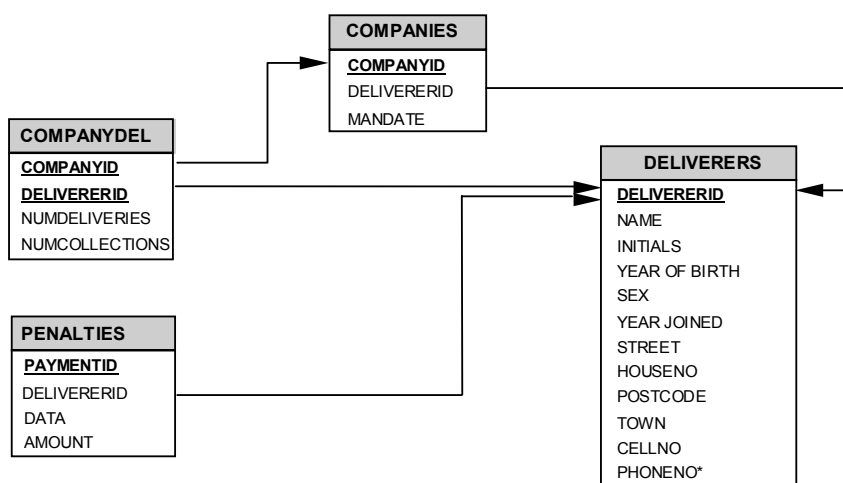 COMPANIES
COMPANYID
DELIVERERID
MANDATE
COMPANYDEL
COMPANYID
DELIVERERID
NUMDELIVERIES
NUMCOLLECTIONS
DELIVERERS
DELIVERERID
NAME
INITIALS
YEAR OF BIRTH
SEX
YEAR JOINED
STREET
HOUSENO
POSTCODE
TOWN
CELLNO
PHONENO*
PENALTIES
PAYMENTID
DELIVERERID
DATA
AMOUNT